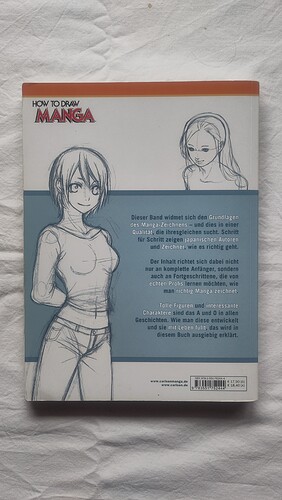 HOW TO DRAW
MANGA
Dieser Band widmet sich den Grundlagen
des Manga-Zeichnens – und dies in einer
Qualität, die ihresgleichen sucht. Schritt
für Schritt zeigen japanischen Autoren
und Zeichner, wie es richtig geht.
Der Inhalt richtet sich dabei nicht
nur an komplette Anfänger, sondern
auch an Fortgeschrittene, die von
echten Profis lernen möchten, wie
man richtig Manga zeichnet.
Tolle Figuren und interessante
Charaktere sind das A und O in allen
Geschichten. Wie man diese entwickelt
und sie mit Leben füllt, das wird in
diesem Buch ausgiebig erklärt.
www.carlsenmanga.de
www.carlsen.de